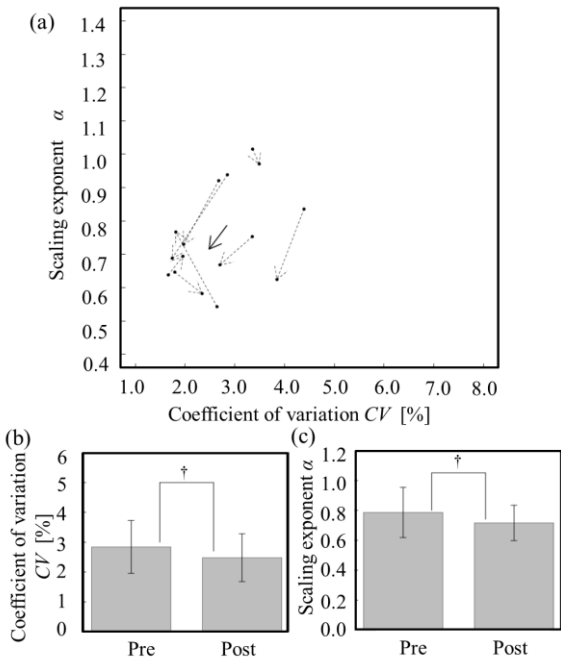 (a)
1.4
1.3
1.2
1.1
1.0
0.9
0.8
0.7
0.6
0.5
0.4
Scaling exponent α
1.0 2.0 3.0 4.0 5.0 6.0 7.0 8.0
Coefficient of variation CV [%]
(b)
6
5
4
3
2
1
0
Coefficient of variation
CV [%]
†
Pre Post
(c)
1.2
1.0
0.8
0.6
0.4
0.2
0.0
Scaling exponent α
†
Pre Post